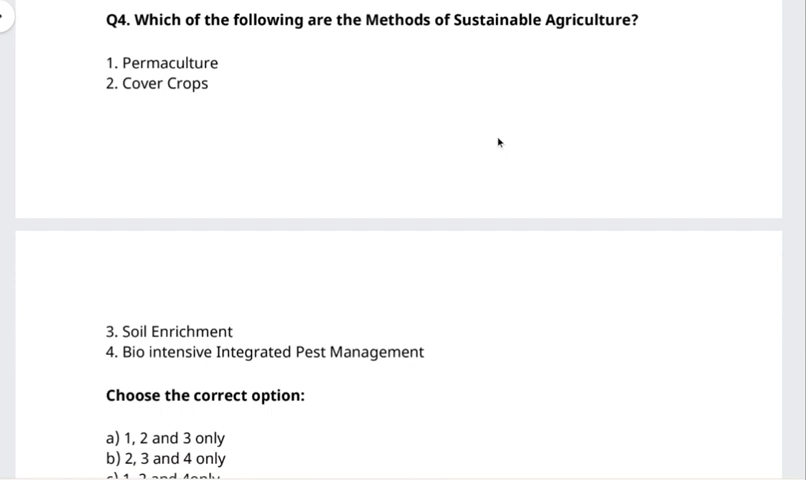 Q4. Which of the following are the Methods of Sustainable Agriculture?
1. Permaculture
2. Cover Crops
3. Soil Enrichment
4. Bio intensive Integrated Pest Management
Choose the correct option:
a) 1, 2 and 3 only
b) 2, 3 and 4 only